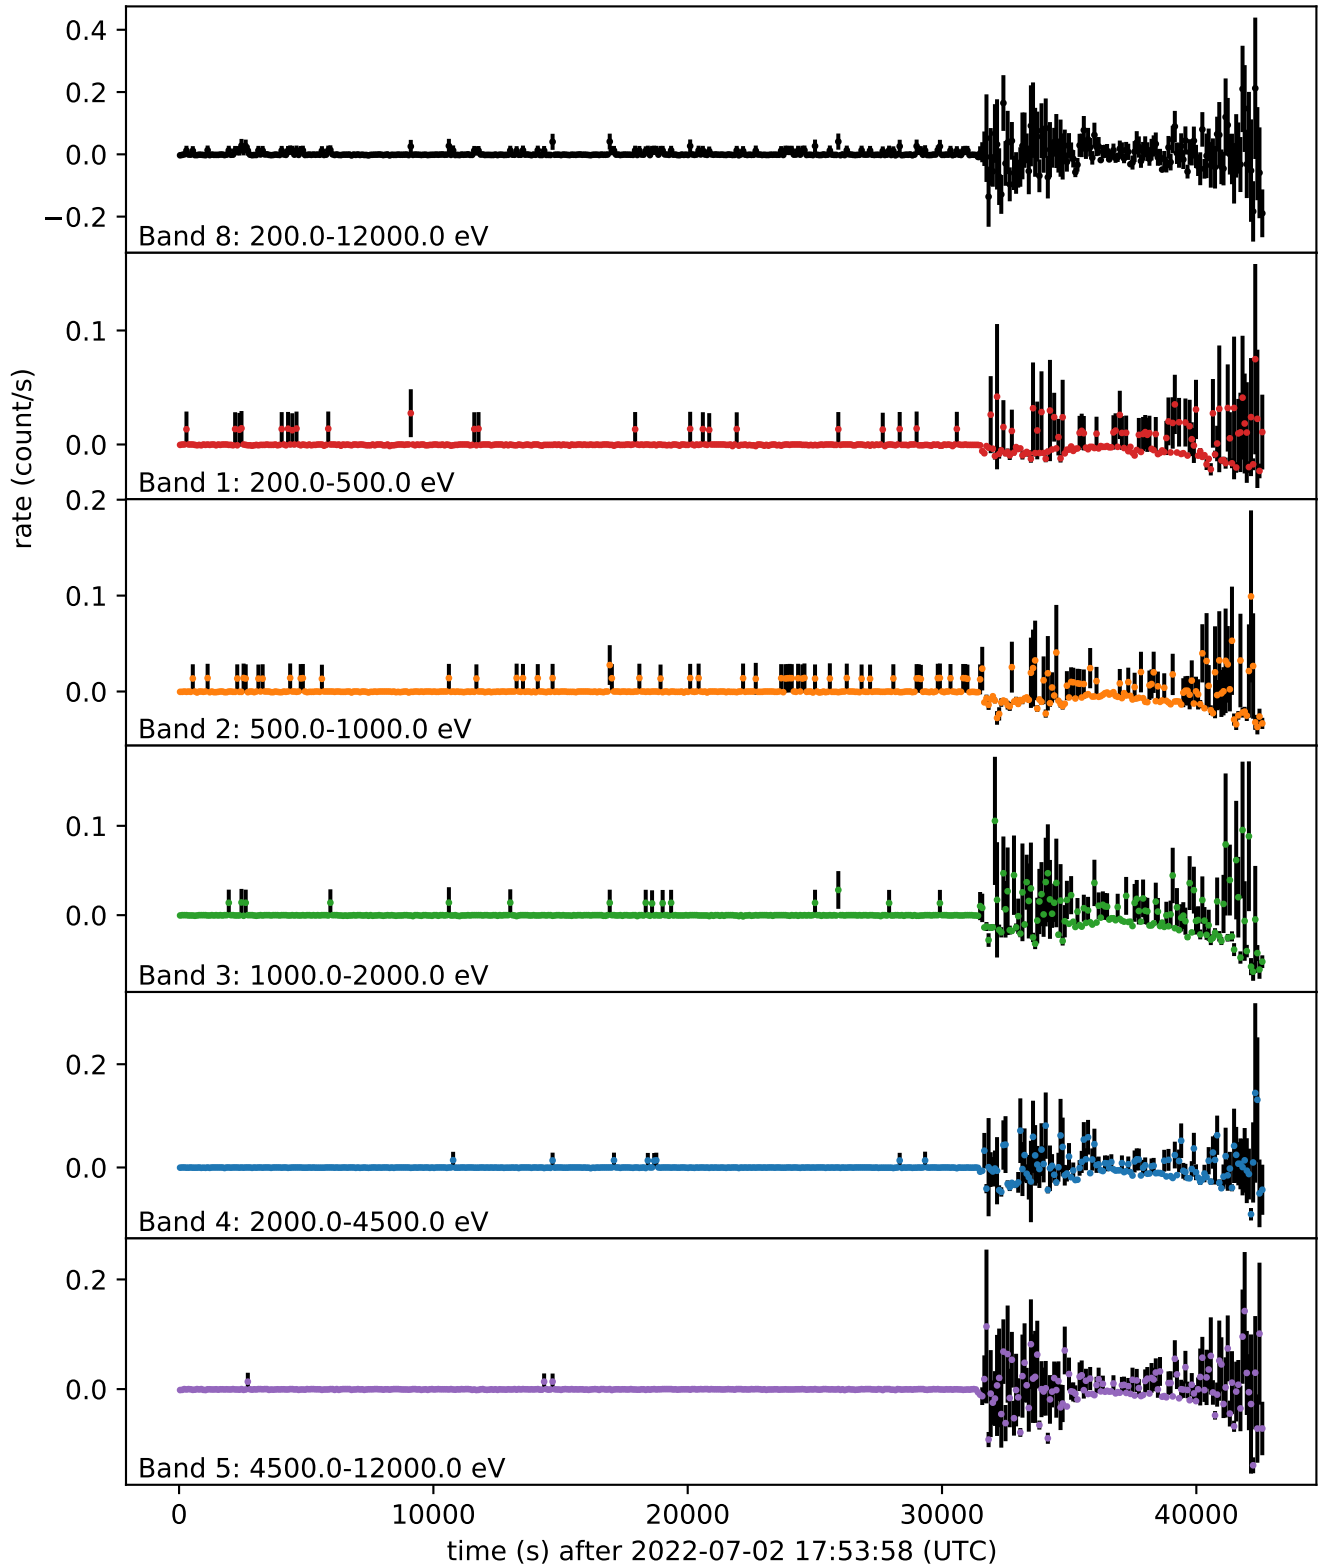 0.4
0.2
0.0
−0.2
Band 8: 200.0-12000.0 eV
0.1
0.0
Band 1: 200.0-500.0 eV
rate (count/s)
0.2
0.1
0.0
Band 2: 500.0-1000.0 eV
0.1
0.0
Band 3: 1000.0-2000.0 eV
0.2
0.0
Band 4: 2000.0-4500.0 eV
0.2
0.0
Band 5: 4500.0-12000.0 eV
0 10000 20000 30000 40000
time (s) after 2022-07-02 17:53:58 (UTC)